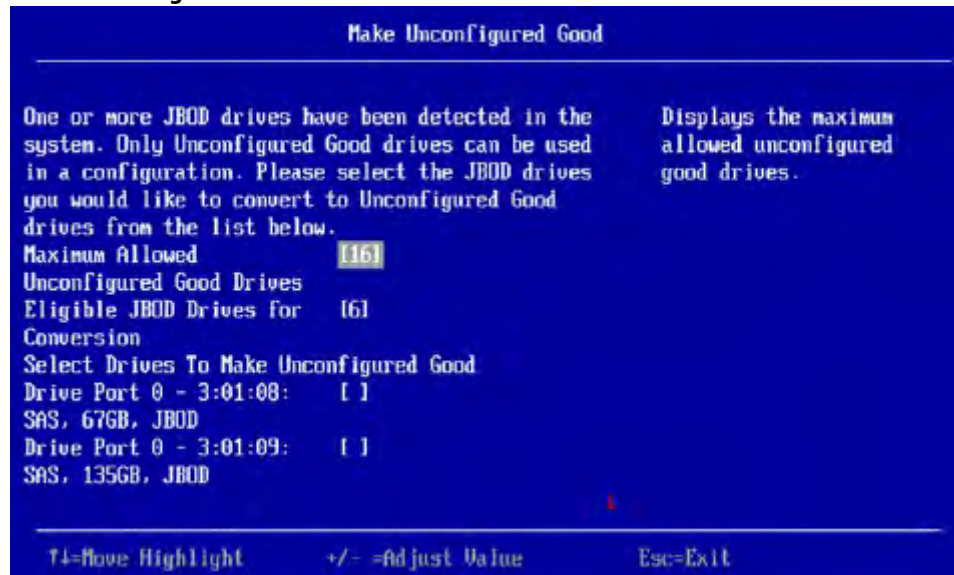 Make Unconfigured Good
One or more JBOD drives have been detected in the
system. Only Unconfigured Good drives can be used
in a configuration. Please select the JBOD drives
you would like to convert to Unconfigured Good
drives from the list below.
Maximum Allowed [16]
Unconfigured Good Drives
Eligible JBOD Drives for [6]
Conversion
Select Drives To Make Unconfigured Good
Drive Port 0 - 3:01:08: [ ]
SAS, 67GB, JBOD
Drive Port 0 - 3:01:09: [ ]
SAS, 135GB, JBOD
Displays the maximum
allowed unconfigured
good drives.
↑↓=Move Highlight +/- =Adjust Value Esc=Exit